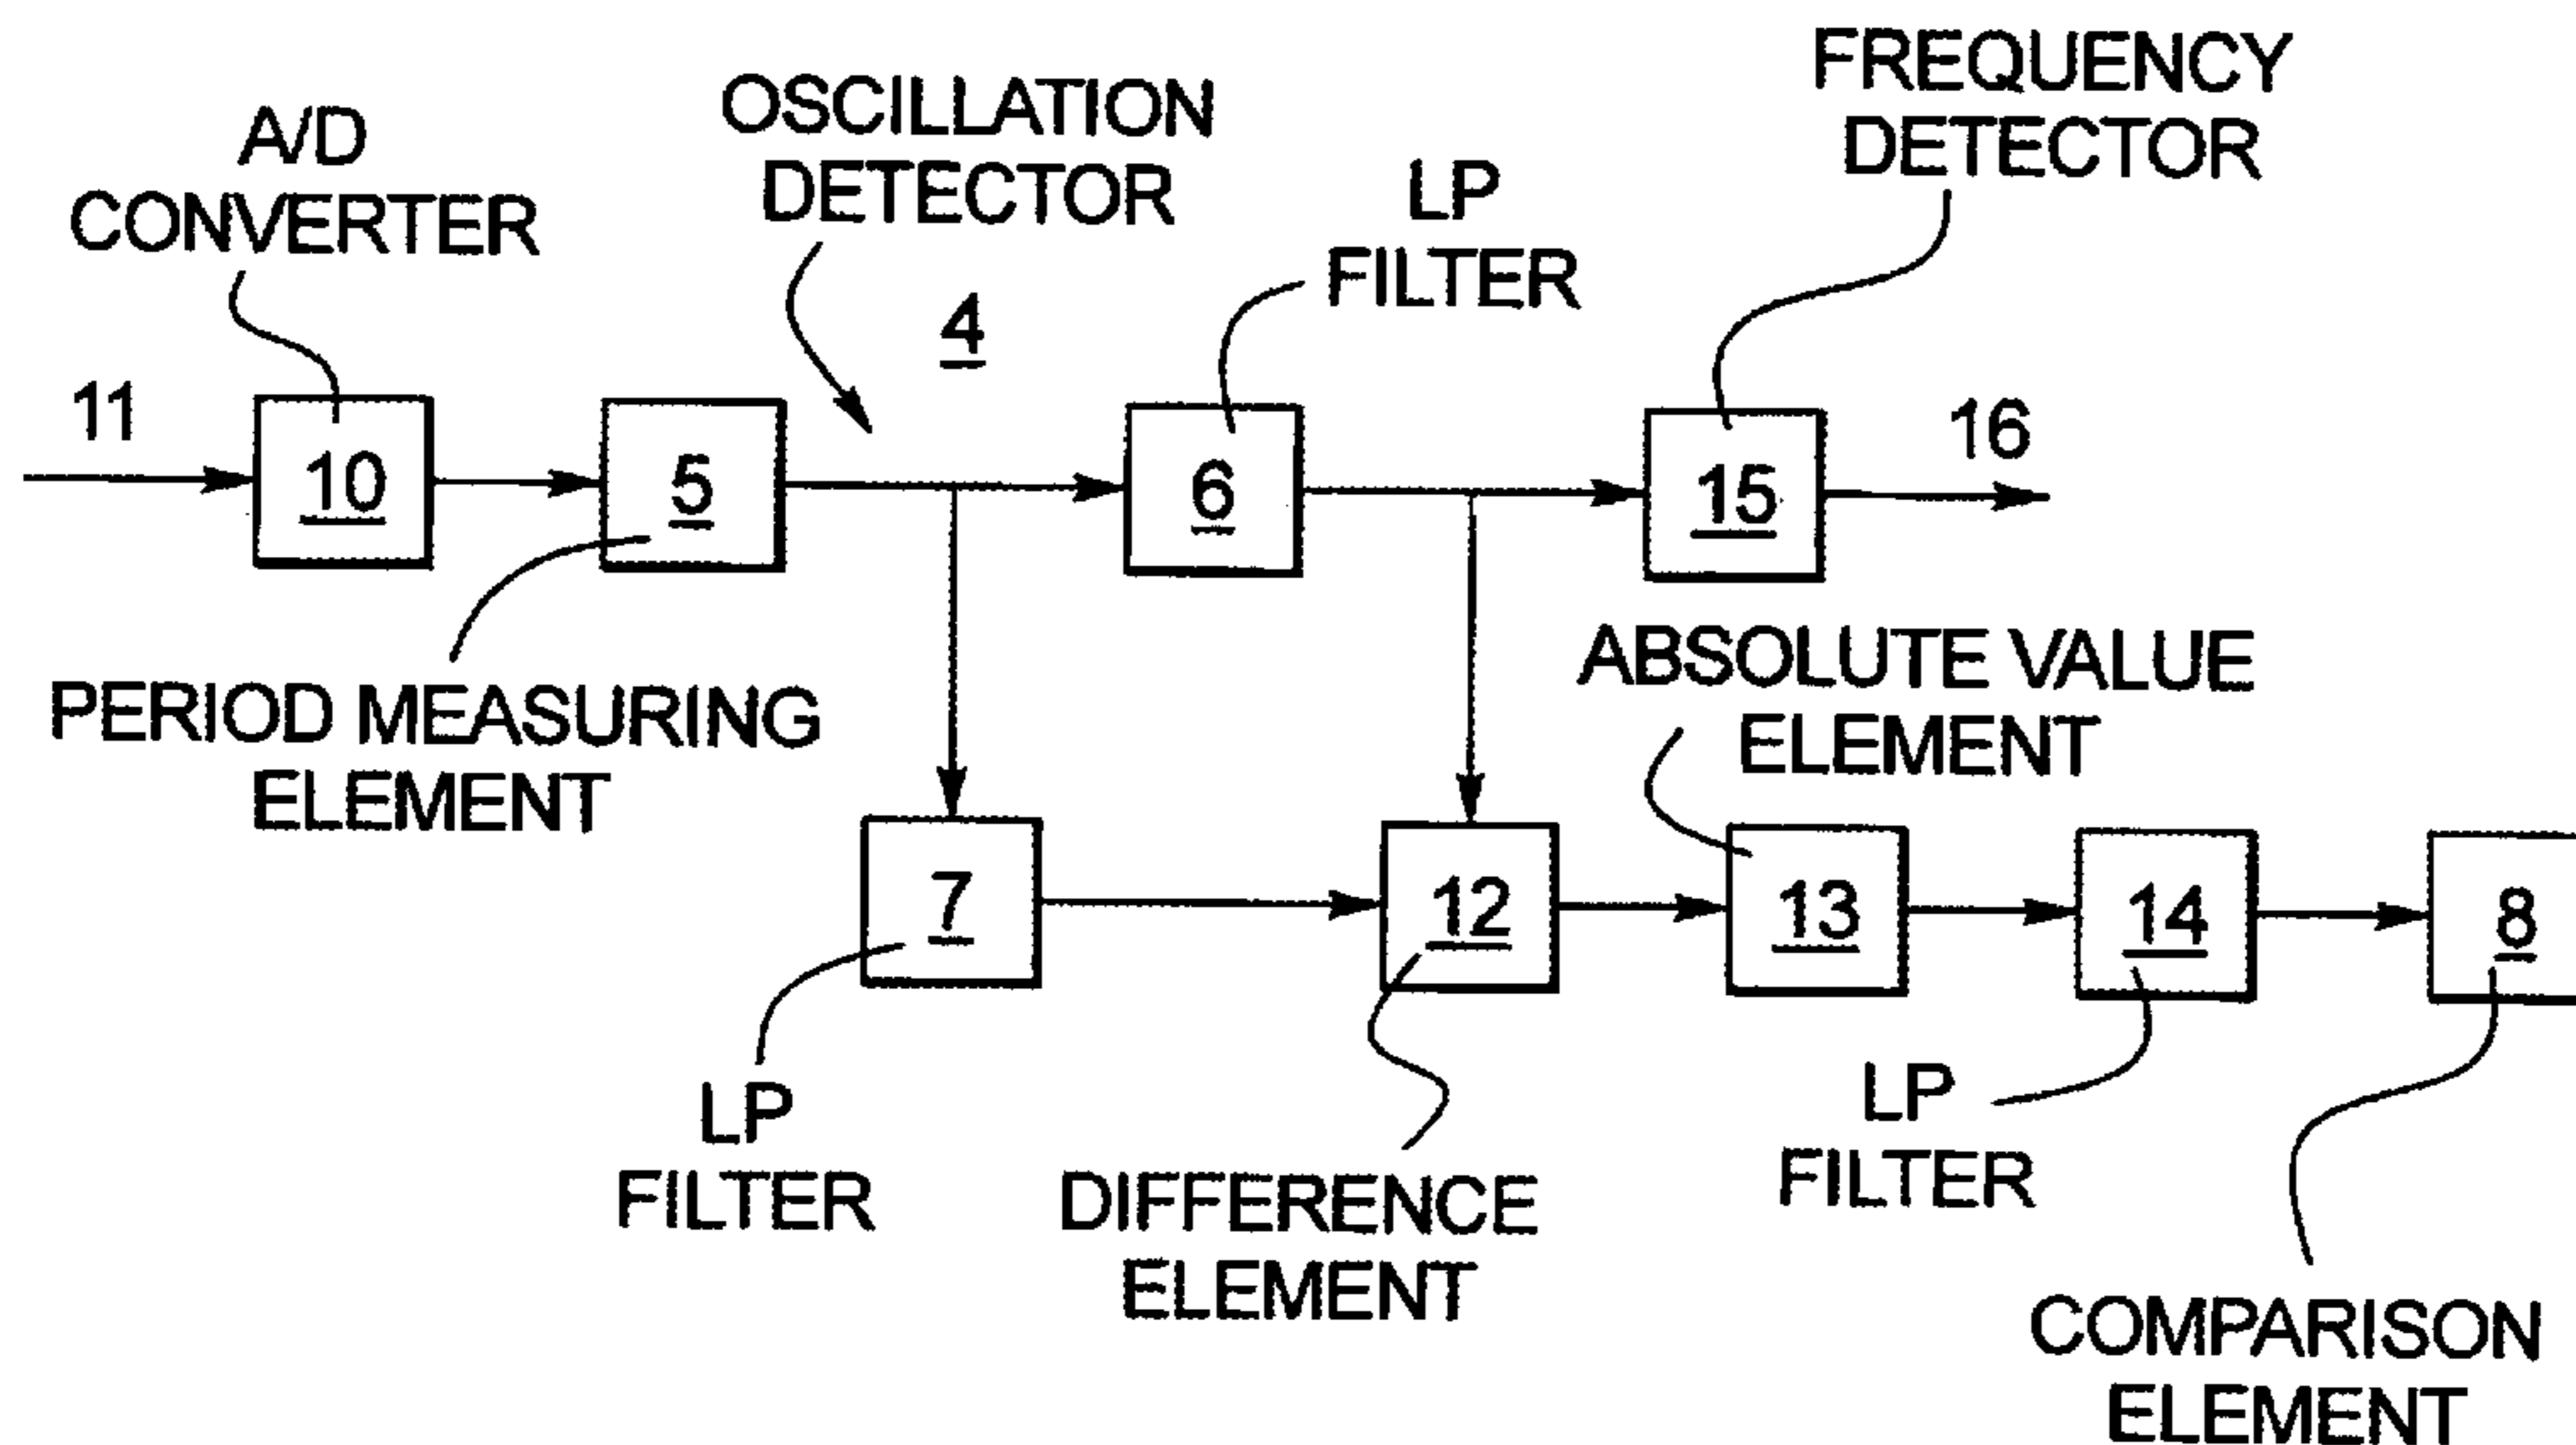 A/D
CONVERTER
OSCILLATION
DETECTOR
LP
FILTER
FREQUENCY
DETECTOR
4
11
10
5
6
15
16
PERIOD MEASURING
ELEMENT
ABSOLUTE VALUE
ELEMENT
7
12
13
14
8
LP
FILTER
DIFFERENCE
ELEMENT
LP
FILTER
COMPARISON
ELEMENT